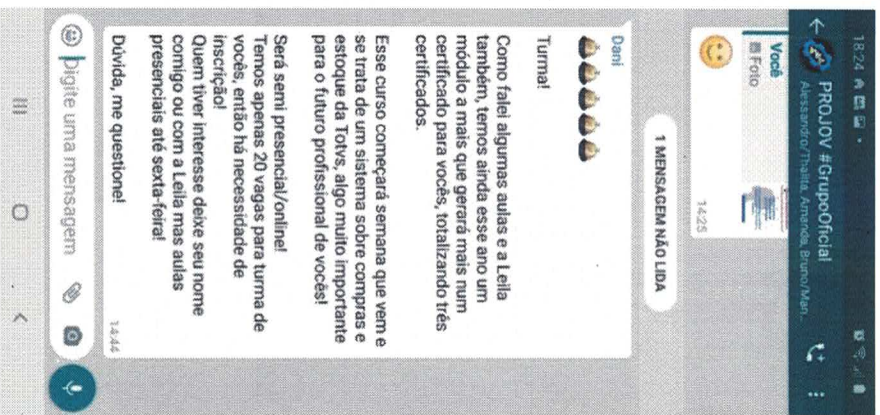 18:24
PROJOV #GrupoOficial
Alessandro/Thalita, Amanda, Bruno/Man...
Você
Foto
14:25
1 MENSAGEM NÃO LIDA
Dani
Turma!
Como falei algumas aulas e a Leila
também, temos ainda esse ano um
módulo a mais que gerará mais num
certificado para vocês, totalizando três
certificados.
Esse curso começará semana que vem e
se trata de um sistema sobre compras e
estoque da Totvs, algo muito importante
para o futuro profissional de vocês!
Será semi presencial/online!
Temos apenas 20 vagas para turma de
vocês, então há necessidade de
inscrição!
Quem tiver interesse deixe seu nome
comigo ou com a Leila mas aulas
presenciais até sexta-feira!
Dúvida, me questione!
14:44
Digite uma mensagem